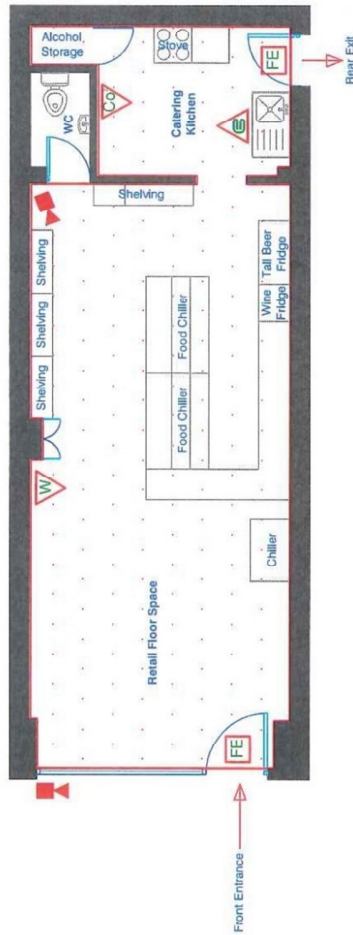 Alcohol
Storage
Stove
FE
Rear Exit
WC
Co²
Catering
Kitchen
Shelving
Shelving
Shelving
Shelving
Tall Beer
Fridge
Wine
Fridge
Food Chiller
Food Chiller
W
Chiller
Retail Floor Space
FE
Front Entrance